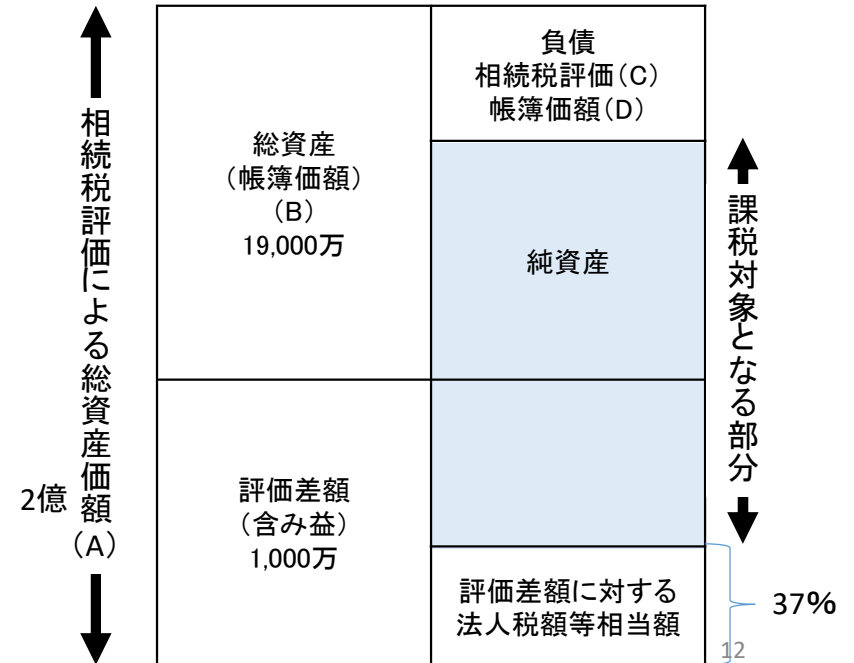 相続税評価による総資産価額
（A）
2億
総資産
（帳簿価額）
（B）
19,000万
評価差額
（含み益）
1,000万
負債
相続税評価（C）
帳簿価額（D）
純資産
評価差額に対する
法人税額等相当額
課税対象となる部分
37%
12